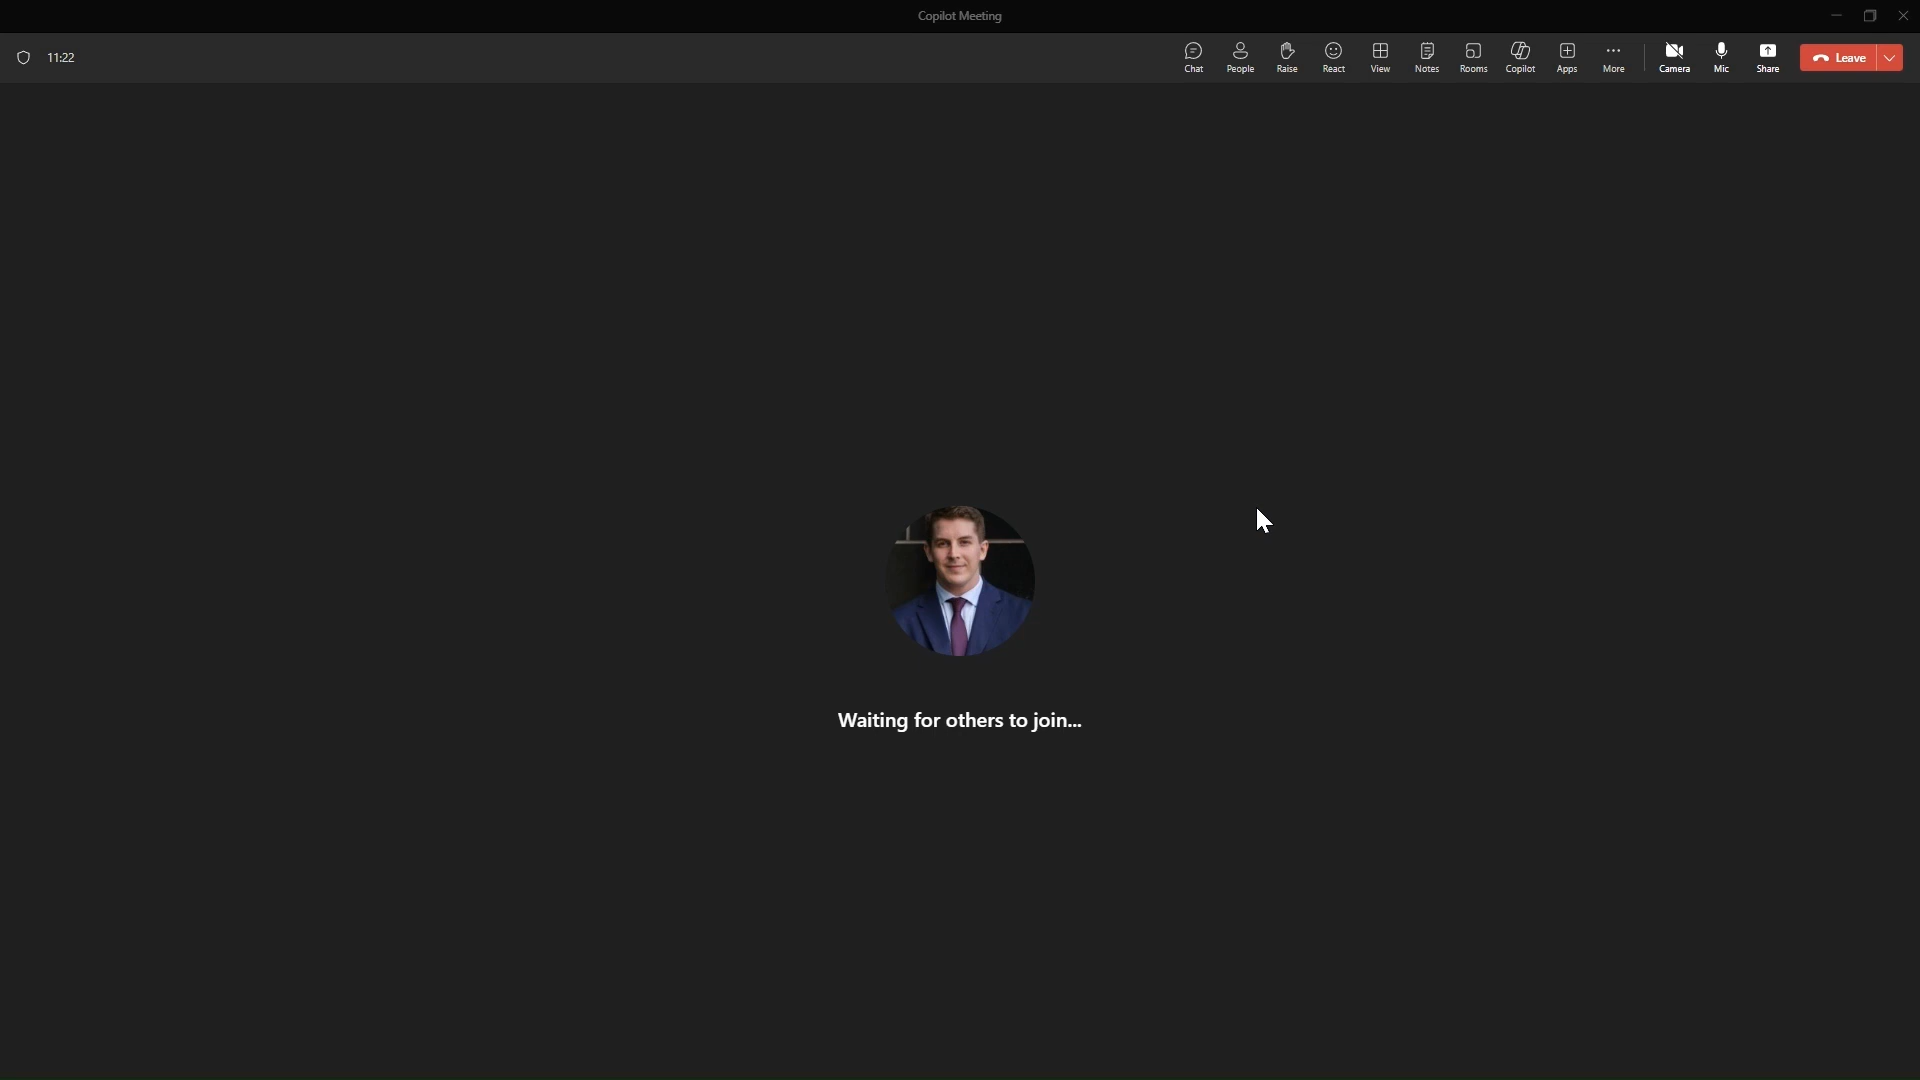 Copilot Meeting
11:22
Chat People Raise React View Notes Rooms Copilot Apps More Camera Mic Share Leave
Waiting for others to join...